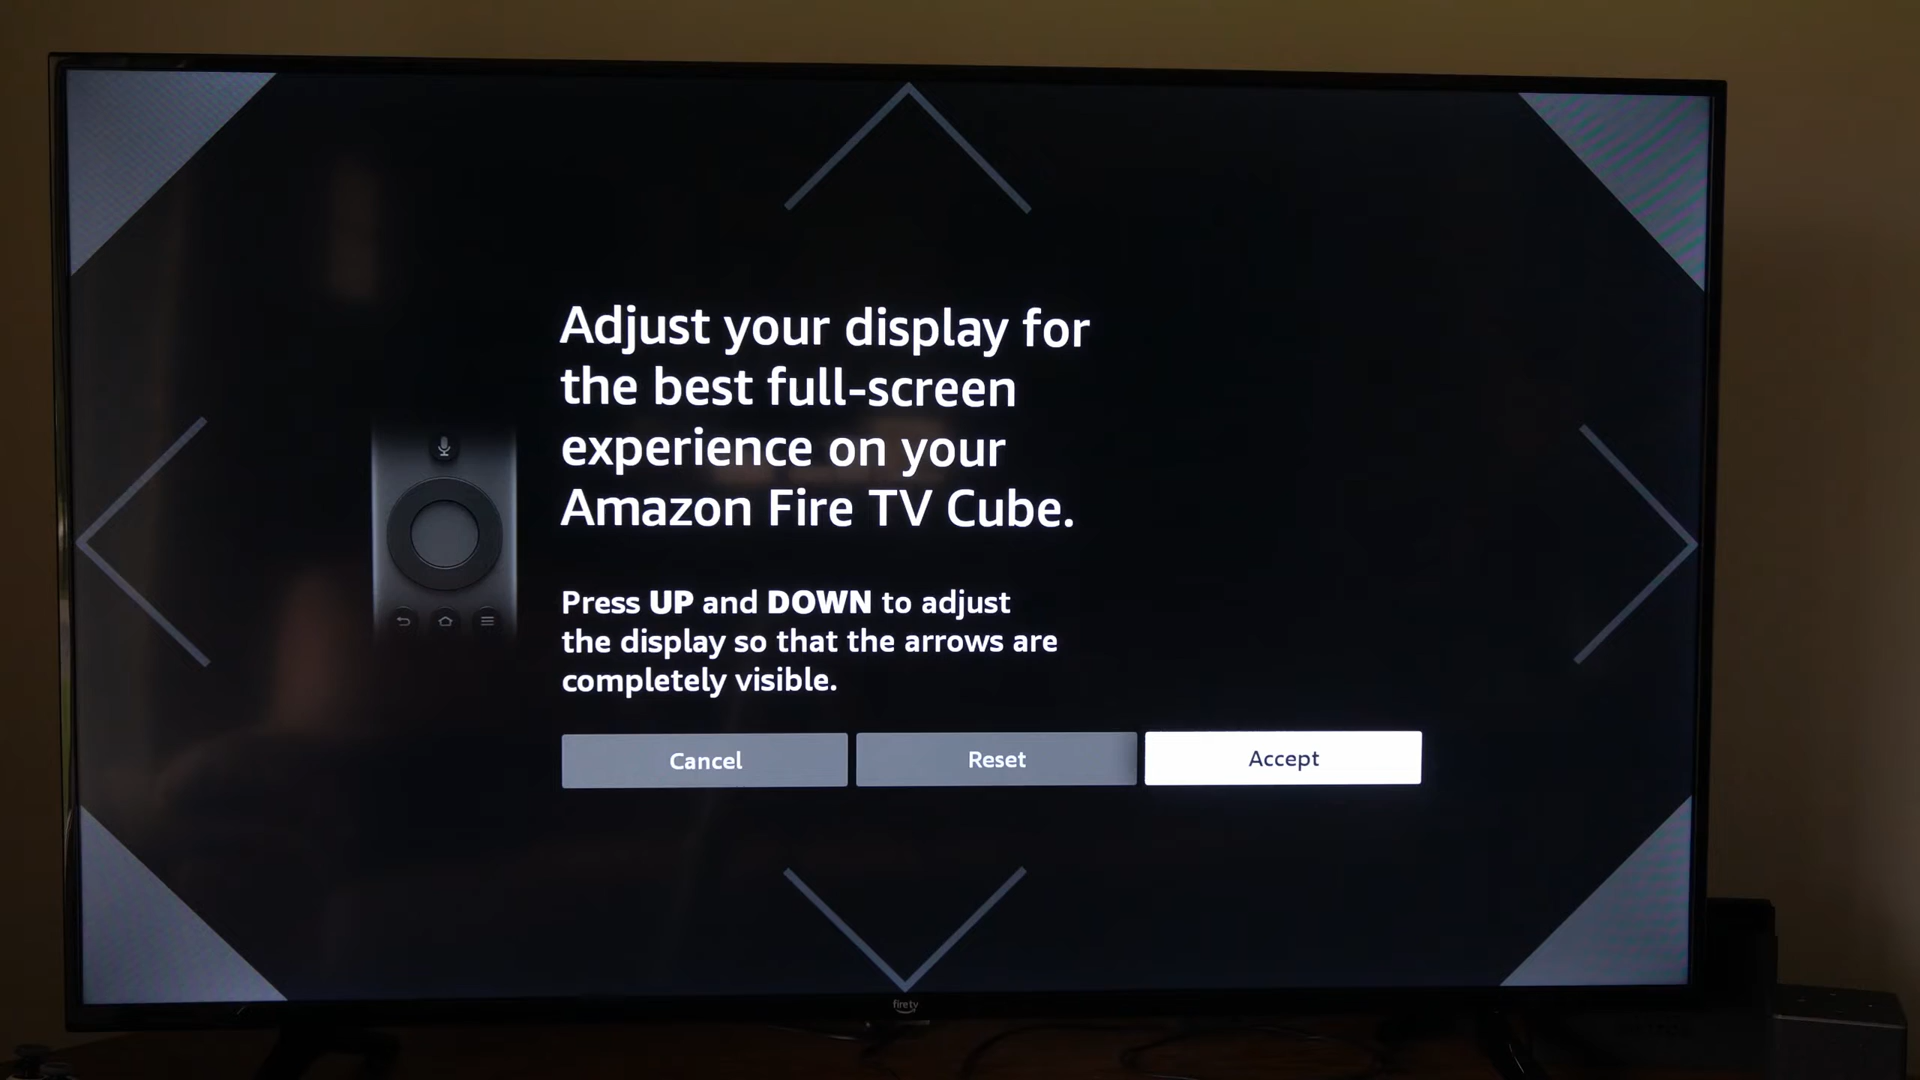 Adjust your display for
the best full-screen
experience on your
Amazon Fire TV Cube.
Press UP and DOWN to adjust
the display so that the arrows are
completely visible.
Cancel
Reset
Accept
firetv